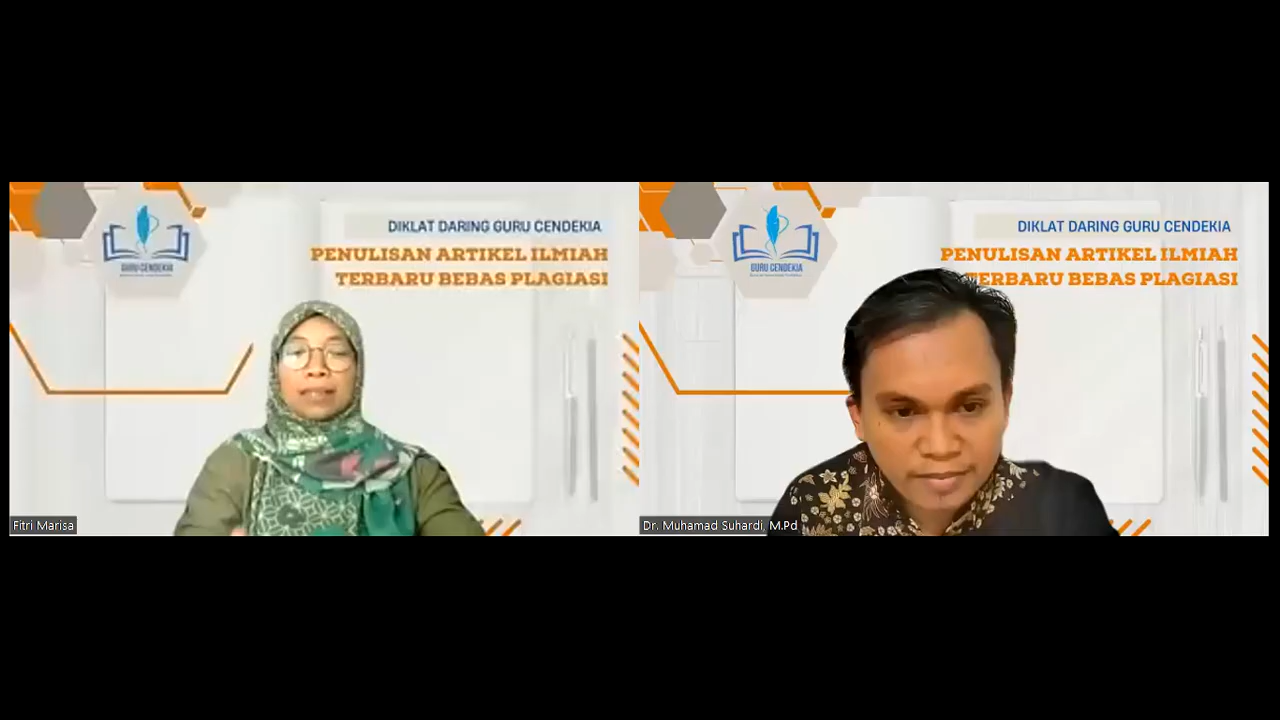 DIKLAT DARING GURU CENDEKIA
PENULISAN ARTIKEL ILMIAH
TERBARU BEBAS PLAGIASI
GURU CENDEKIA
Fitri Marisa
DIKLAT DARING GURU CENDEKIA
PENULISAN ARTIKEL ILMIAH
TERBARU BEBAS PLAGIASI
GURU CENDEKIA
Dr. Muhamad Suhardi, M.Pd